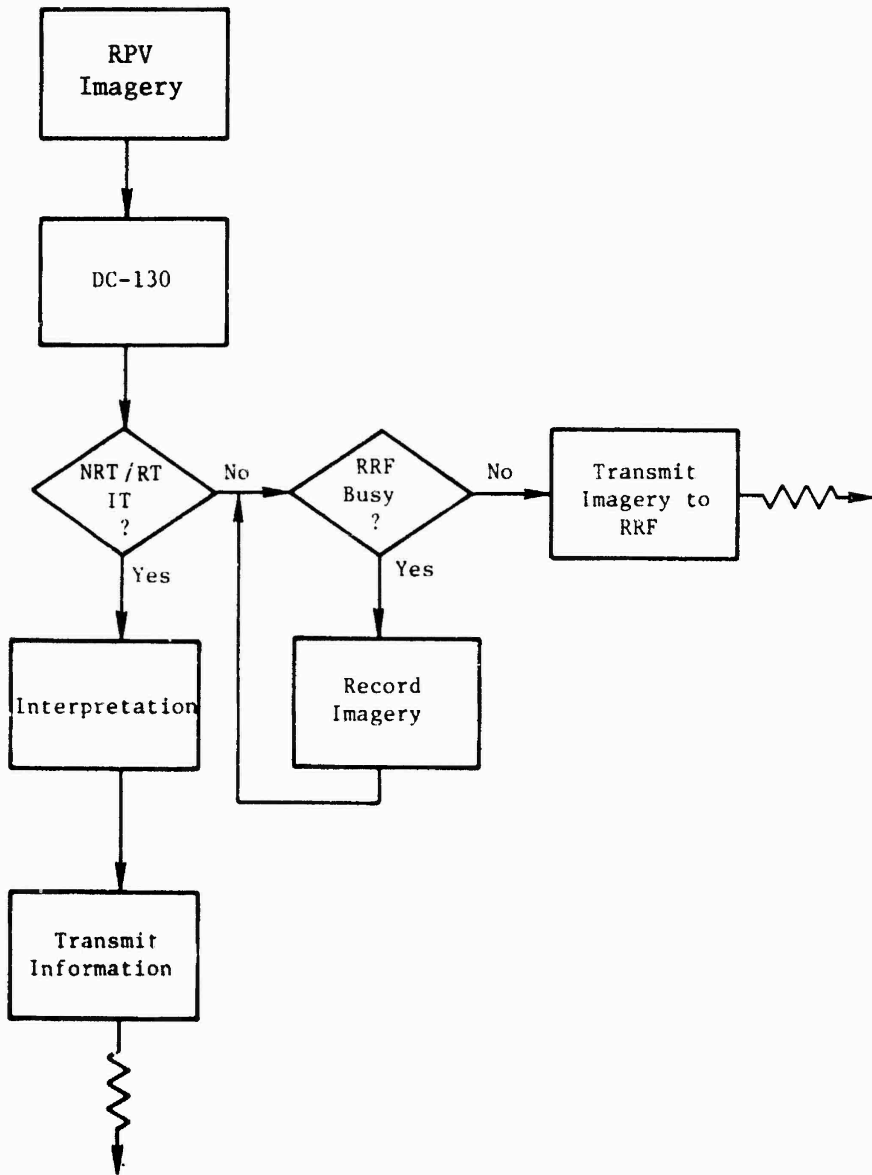 RPV
Imagery
DC-130
NRT/RT
IT
?
No
RRF
Busy
?
No
Transmit
Imagery to
RRF
Yes
Yes
Interpretation
Record
Imagery
Transmit
Information